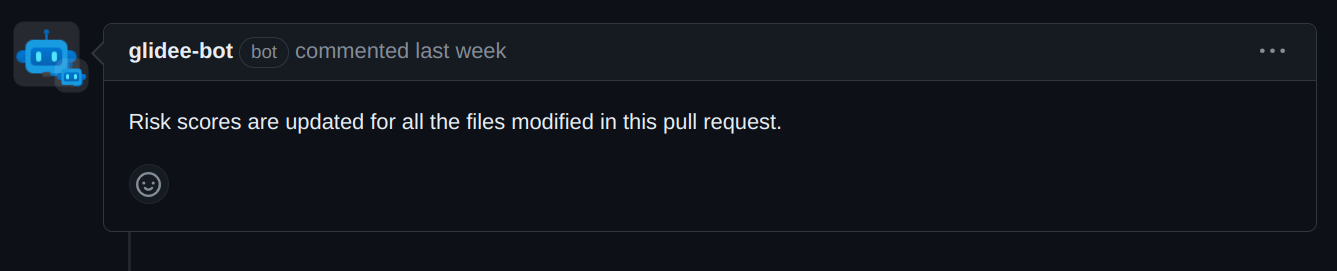 glidee-bot bot commented last week
Risk scores are updated for all the files modified in this pull request.